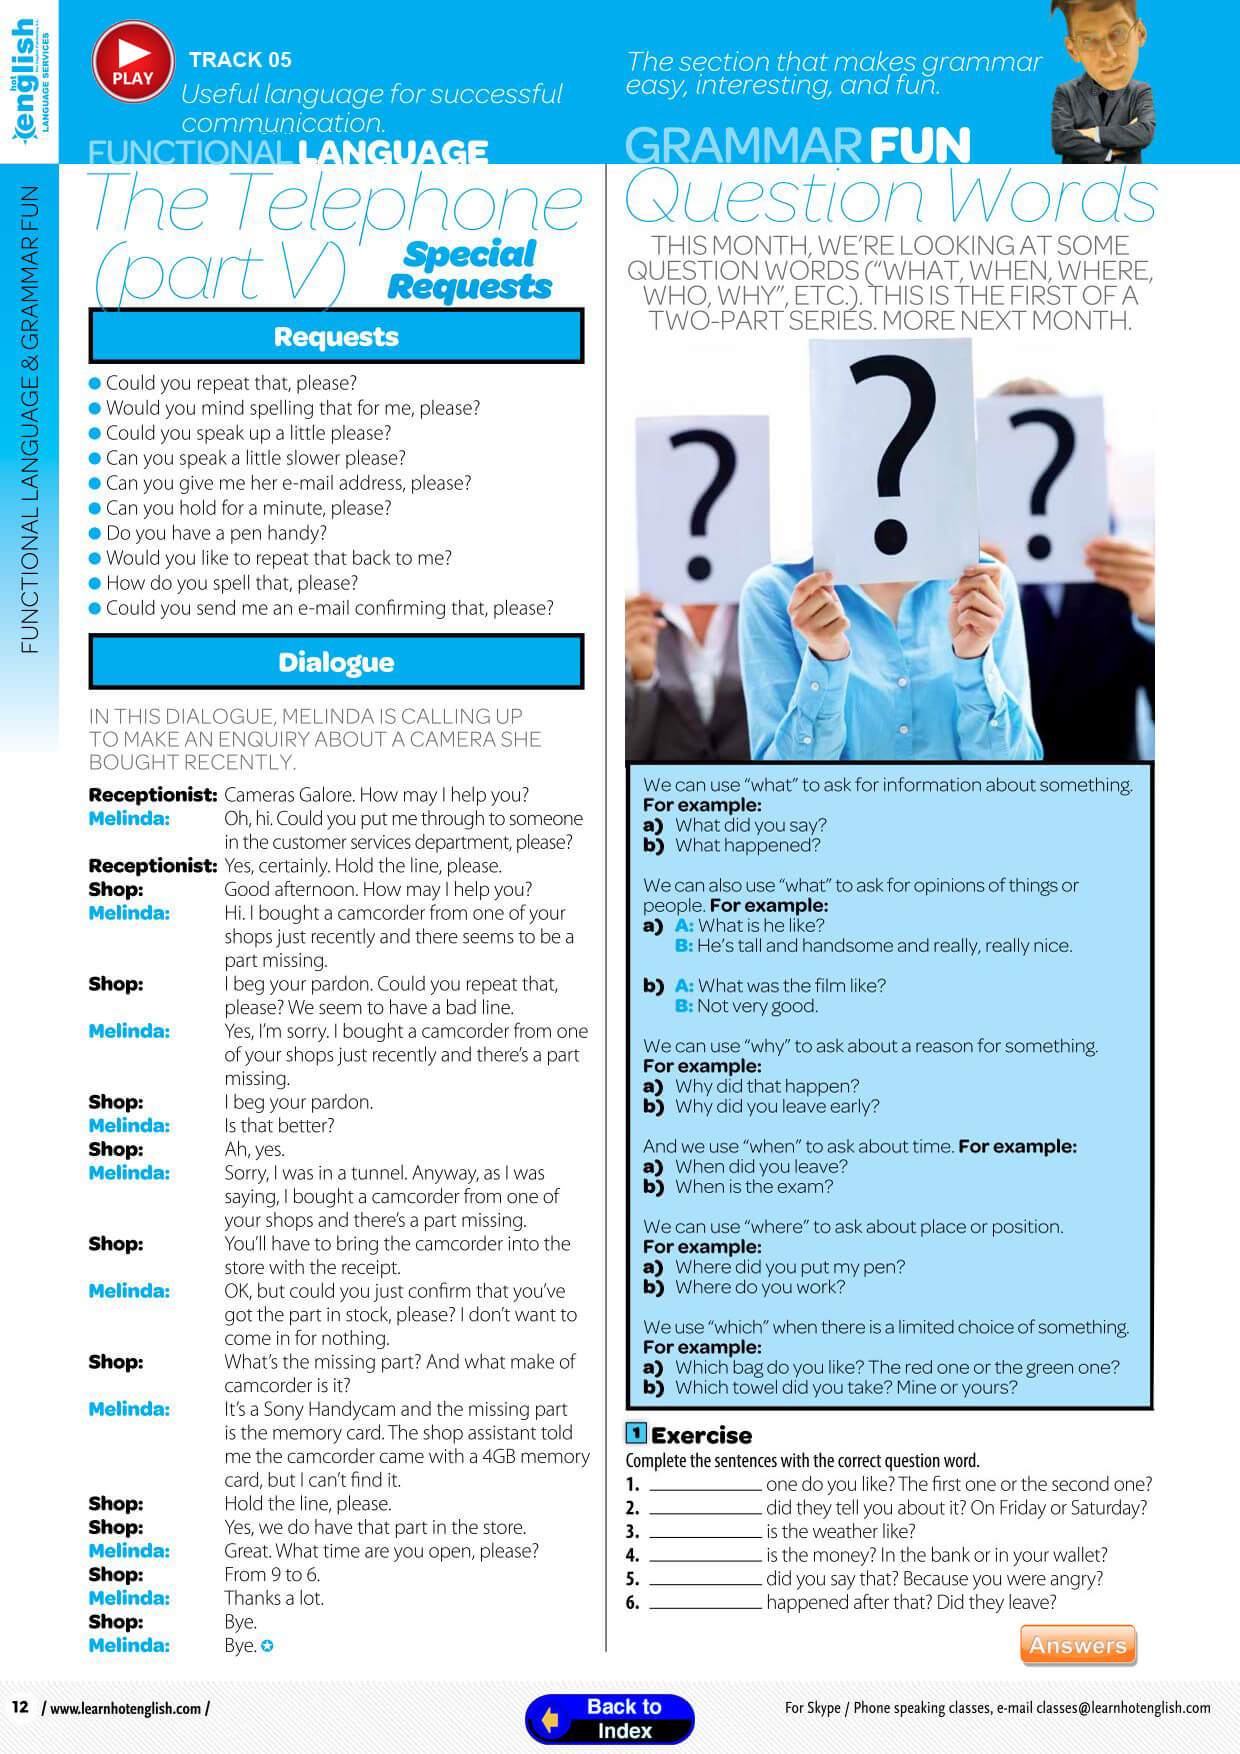 hot
english
LANGUAGE SERVICES
FUNCTIONAL LANGUAGE & GRAMMAR FUN
PLAY
TRACK 05
Useful language for successful
communication.
FUNCTIONAL LANGUAGE
The Telephone
(part V)
Special
Requests
Requests
Could you repeat that, please?
Would you mind spelling that for me, please?
Could you speak up a little please?
Can you speak a little slower please?
Can you give me her e-mail address, please?
Can you hold for a minute, please?
Do you have a pen handy?
Would you like to repeat that back to me?
How do you spell that, please?
Could you send me an e-mail confirming that, please?
Dialogue
IN THIS DIALOGUE, MELINDA IS CALLING UP
TO MAKE AN ENQUIRY ABOUT A CAMERA SHE
BOUGHT RECENTLY.
Receptionist: Cameras Galore. How may I help you?
Melinda: Oh, hi. Could you put me through to someone
in the customer services department, please?
Receptionist: Yes, certainly. Hold the line, please.
Shop: Good afternoon. How may I help you?
Melinda: Hi. I bought a camcorder from one of your
shops just recently and there seems to be a
part missing.
Shop: I beg your pardon. Could you repeat that,
please? We seem to have a bad line.
Melinda: Yes, I'm sorry. I bought a camcorder from one
of your shops just recently and there's a part
missing.
Shop: I beg your pardon.
Melinda: Is that better?
Shop: Ah, yes.
Melinda: Sorry, I was in a tunnel. Anyway, as I was
saying, I bought a camcorder from one of
your shops and there's a part missing.
Shop: You'll have to bring the camcorder into the
store with the receipt.
Melinda: OK, but could you just confirm that you've
got the part in stock, please? I don't want to
come in for nothing.
Shop: What's the missing part? And what make of
camcorder is it?
Melinda: It's a Sony Handycam and the missing part
is the memory card. The shop assistant told
me the camcorder came with a 4GB memory
card, but I can't find it.
Shop: Hold the line, please.
Shop: Yes, we do have that part in the store.
Melinda: Great. What time are you open, please?
Shop: From 9 to 6.
Melinda: Thanks a lot.
Shop: Bye.
Melinda: Bye.
The section that makes grammar
easy, interesting, and fun.
GRAMMAR FUN
Question Words
THIS MONTH, WE'RE LOOKING AT SOME
QUESTION WORDS ("WHAT, WHEN, WHERE,
WHO, WHY", ETC.). THIS IS THE FIRST OF A
TWO-PART SERIES. MORE NEXT MONTH.
? ? ?
We can use "what" to ask for information about something.
For example:
a) What did you say?
b) What happened?
We can also use "what" to ask for opinions of things or
people. For example:
a) A: What is he like?
B: He's tall and handsome and really, really nice.
b) A: What was the film like?
B: Not very good.
We can use "why" to ask about a reason for something.
For example:
a) Why did that happen?
b) Why did you leave early?
And we use "when" to ask about time. For example:
a) When did you leave?
b) When is the exam?
We can use "where" to ask about place or position.
For example:
a) Where did you put my pen?
b) Where do you work?
We use "which" when there is a limited choice of something.
For example:
a) Which bag do you like? The red one or the green one?
b) Which towel did you take? Mine or yours?
1 Exercise
Complete the sentences with the correct question word.
1. ____________ one do you like? The first one or the second one?
2. ____________ did they tell you about it? On Friday or Saturday?
3. ____________ is the weather like?
4. ____________ is the money? In the bank or in your wallet?
5. ____________ did you say that? Because you were angry?
6. ____________ happened after that? Did they leave?
Answers
12 / www.learnhotenglish.com /
Back to
Index
For Skype / Phone speaking classes, e-mail classes@learnhotenglish.com